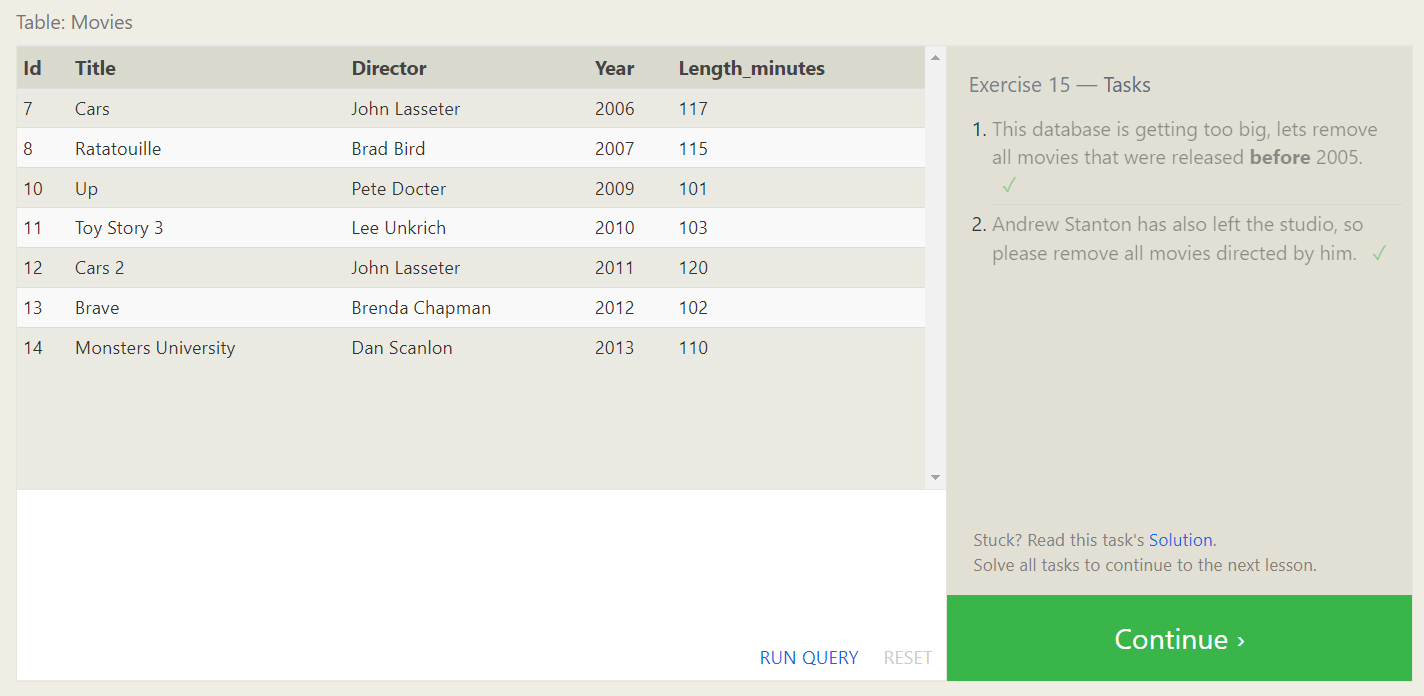 Table: Movies
Id Title Director Year Length_minutes
7 Cars John Lasseter 2006 117
8 Ratatouille Brad Bird 2007 115
10 Up Pete Docter 2009 101
11 Toy Story 3 Lee Unkrich 2010 103
12 Cars 2 John Lasseter 2011 120
13 Brave Brenda Chapman 2012 102
14 Monsters University Dan Scanlon 2013 110
RUN QUERY RESET
Exercise 15 — Tasks
1. This database is getting too big, lets remove
all movies that were released before 2005.
✓
2. Andrew Stanton has also left the studio, so
please remove all movies directed by him. ✓
Stuck? Read this task's Solution.
Solve all tasks to continue to the next lesson.
Continue ›